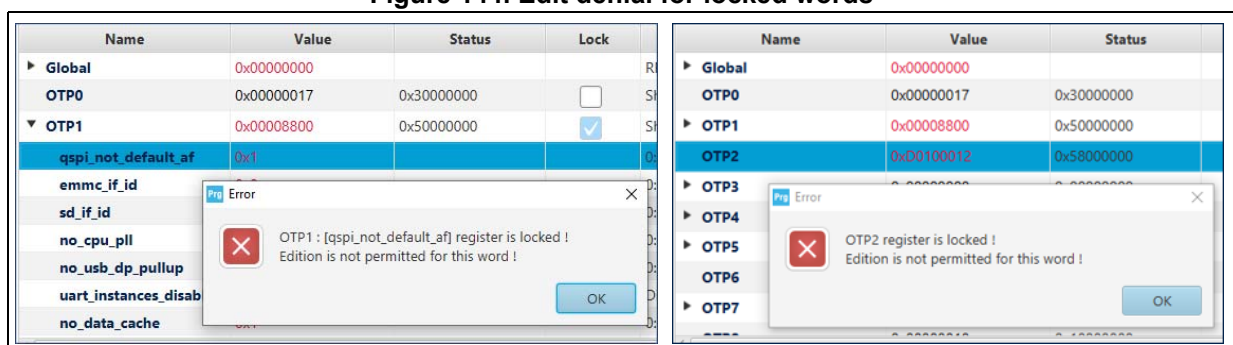 Name Value Status Lock
Global 0x00000000
OTP0 0x00000017 0x30000000
OTP1 0x00008800 0x50000000
qspi_not_default_af 0x1
emmc_if_id
sd_if_id
no_cpu_pll
no_usb_dp_pullup
uart_instances_disab
no_data_cache
Prg Error
OTP1 : [qspi_not_default_af] register is locked !
Edition is not permitted for this word !
OK
Name Value Status
Global 0x00000000
OTP0 0x00000017 0x30000000
OTP1 0x00008800 0x50000000
OTP2 0xD0100012 0x58000000
OTP3
OTP4
OTP5
OTP6
OTP7
Prg Error
OTP2 register is locked !
Edition is not permitted for this word !
OK